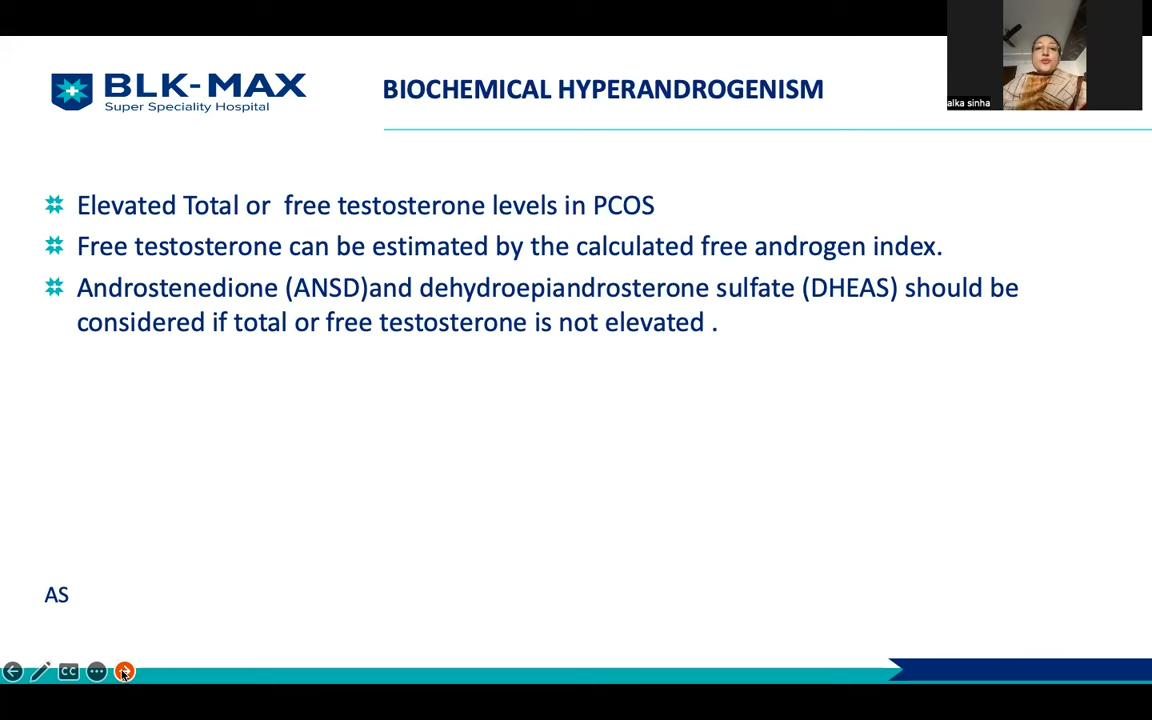 BLK-MAX
Super Speciality Hospital
BIOCHEMICAL HYPERANDROGENISM
alka sinha
Elevated Total or  free testosterone levels in PCOS
Free testosterone can be estimated by the calculated free androgen index.
Androstenedione (ANSD)and dehydroepiandrosterone sulfate (DHEAS) should be
considered if total or free testosterone is not elevated .
AS
CC